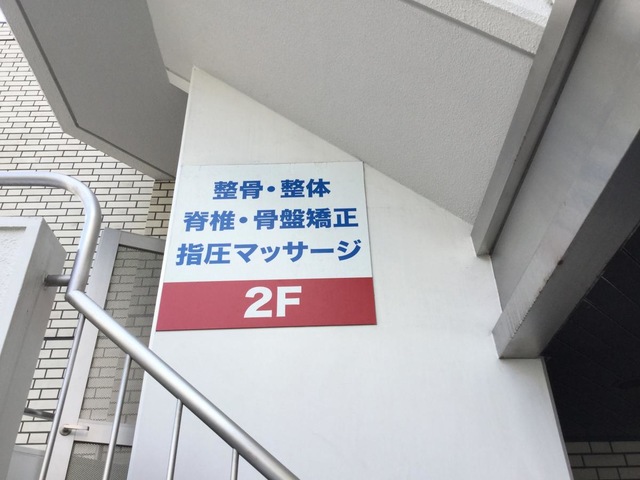 整骨・整体
脊椎・骨盤矯正
指圧マッサージ
2F